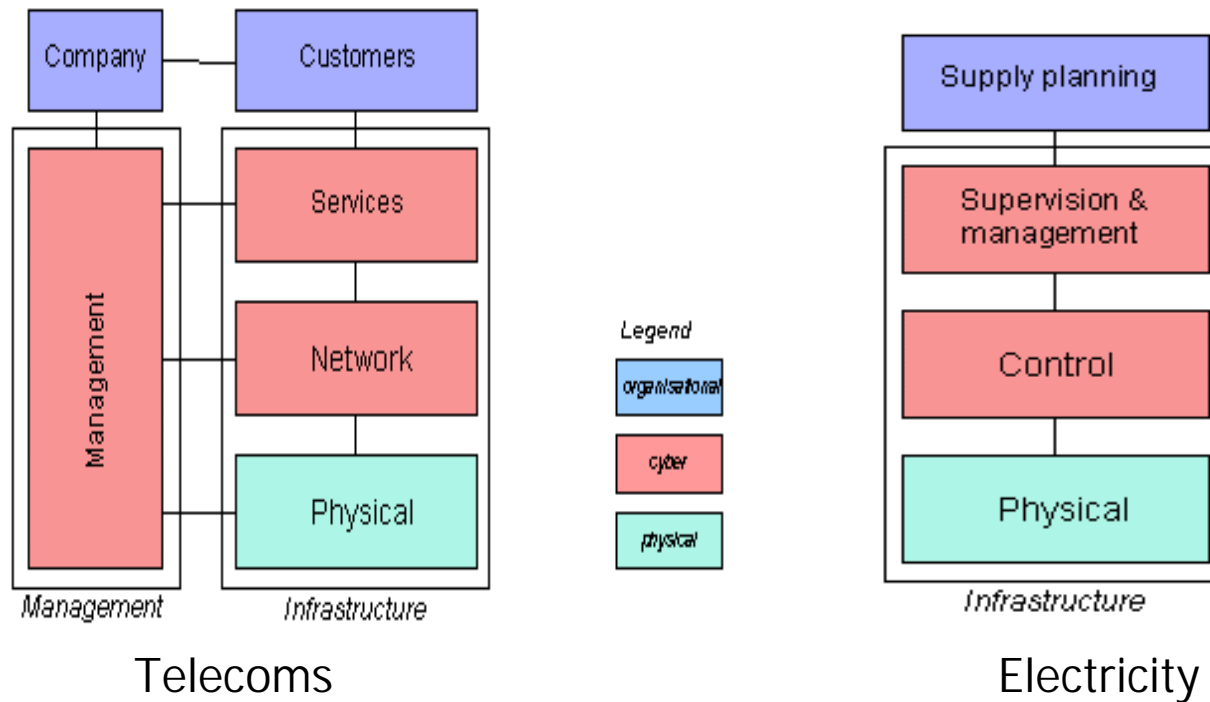 Company
Customers
Services
Management
Network
Physical
Management
Infrastructure
Telecoms
Legend
organisational
cyber
physical
Supply planning
Supervision &
management
Control
Physical
Infrastructure
Electricity